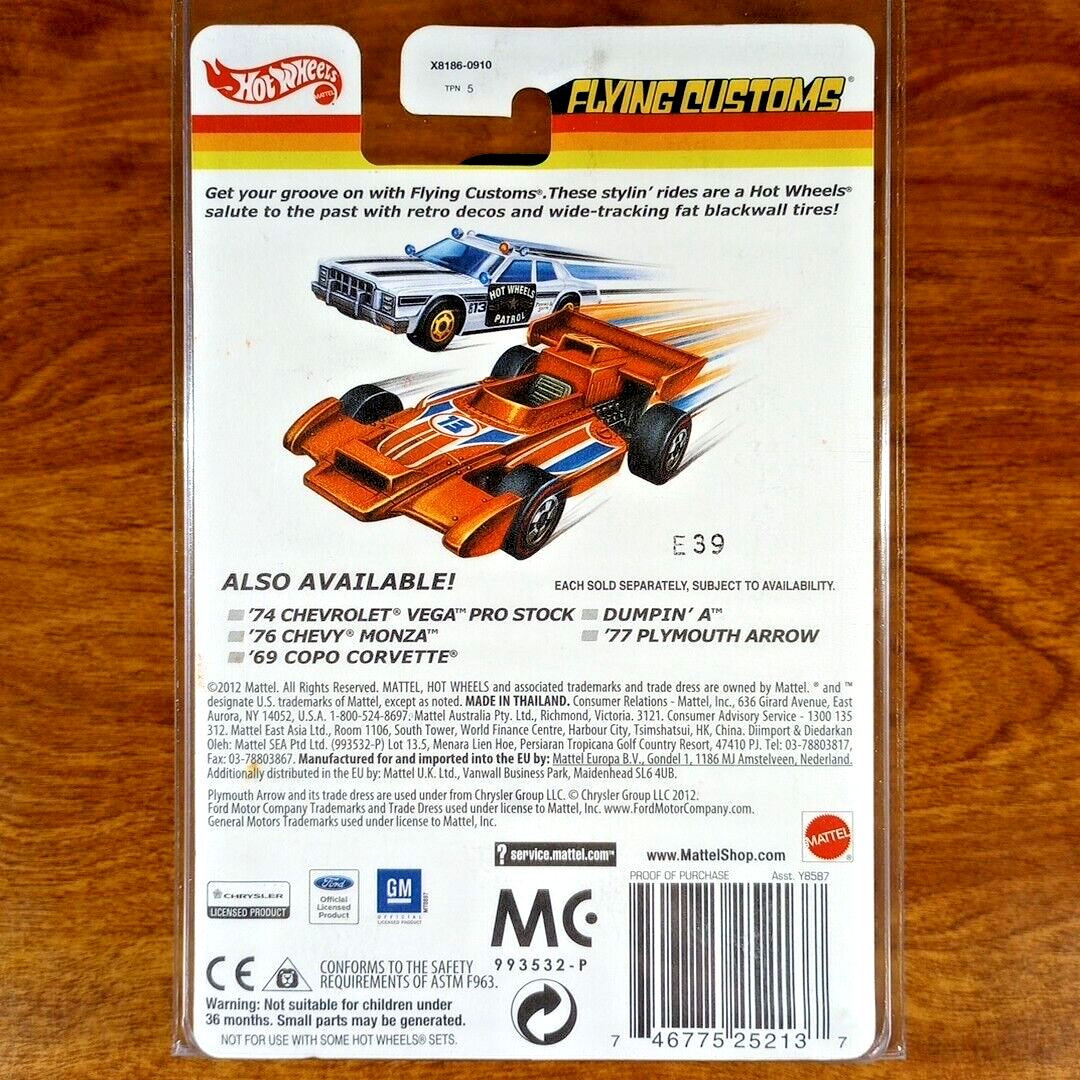 Hot Wheels
MATTEL
X8186-0910
TPN 5
FLYING CUSTOMS®
Get your groove on with Flying Customs®. These stylin' rides are a Hot Wheels®
salute to the past with retro decos and wide-tracking fat blackwall tires!
HOT WHEELS
PATROL
13
13
E39
ALSO AVAILABLE!
EACH SOLD SEPARATELY, SUBJECT TO AVAILABILITY.
'74 CHEVROLET® VEGA™ PRO STOCK
DUMPIN' A™
'76 CHEVY® MONZA™
'77 PLYMOUTH ARROW
'69 COPO CORVETTE®
©2012 Mattel. All Rights Reserved. MATTEL, HOT WHEELS and associated trademarks and trade dress are owned by Mattel. ® and ™
designate U.S. trademarks of Mattel, except as noted. MADE IN THAILAND. Consumer Relations - Mattel, Inc., 636 Girard Avenue, East
Aurora, NY 14052, U.S.A. 1-800-524-8697. Mattel Australia Pty. Ltd., Richmond, Victoria. 3121. Consumer Advisory Service - 1300 135
312. Mattel East Asia Ltd., Room 1106, South Tower, World Finance Centre, Harbour City, Tsimshatsui, HK, China. Diimport & Diedarkan
Oleh: Mattel SEA Ptd Ltd. (993532-P) Lot 13.5, Menara Lien Hoe, Persiaran Tropicana Golf Country Resort, 47410 PJ. Tel: 03-78803817,
Fax: 03-78803867. Manufactured for and imported into the EU by: Mattel Europa B.V., Gondel 1, 1186 MJ Amstelveen, Nederland.
Additionally distributed in the EU by: Mattel U.K. Ltd., Vanwall Business Park, Maidenhead SL6 4UB.
Plymouth Arrow and its trade dress are used under from Chrysler Group LLC. © Chrysler Group LLC 2012.
Ford Motor Company Trademarks and Trade Dress used under license to Mattel, Inc. www.FordMotorCompany.com.
General Motors Trademarks used under license to Mattel, Inc.
MATTEL®
? service.mattel.com™
www.MattelShop.com
PROOF OF PURCHASE
Asst. Y8587
CHRYSLER
LICENSED PRODUCT
Ford
Official
Licensed
Product
GM
OFFICIAL
LICENSED PRODUCT
MC
993532-P
CE
CONFORMS TO THE SAFETY
REQUIREMENTS OF ASTM F963.
Warning: Not suitable for children under
36 months. Small parts may be generated.
NOT FOR USE WITH SOME HOT WHEELS® SETS.
7 46775 25213 7